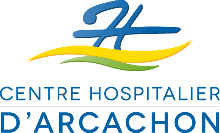 H
CENTRE HOSPITALIER
D'ARCACHON